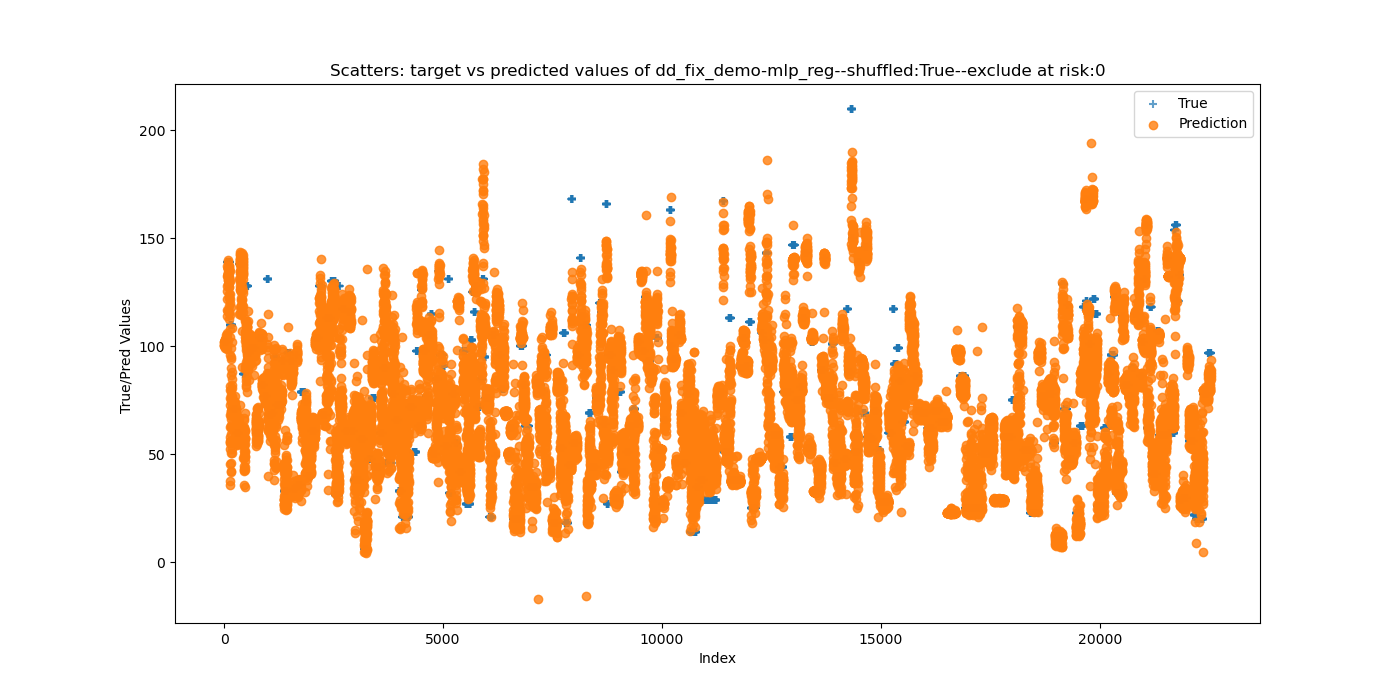 Scatters: target vs predicted values of dd_fix_demo-mlp_reg--shuffled:True--exclude at risk:0
True
Prediction
True/Pred Values
200
150
100
50
0
0
5000
10000
15000
20000
Index